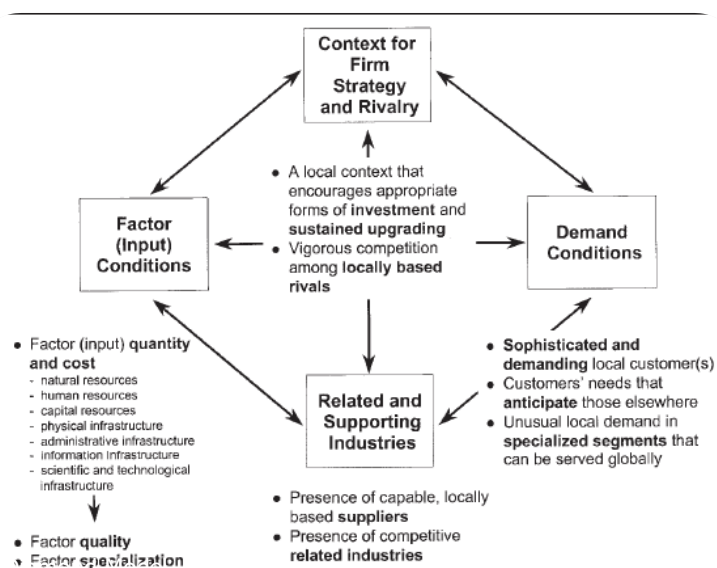 Context for
Firm
Strategy
and Rivalry
● A local context that
encourages appropriate
forms of investment and
sustained upgrading
● Vigorous competition
among locally based
rivals
Factor
(Input)
Conditions
Demand
Conditions
● Factor (input) quantity
and cost
- natural resources
- human resources
- capital resources
- physical infrastructure
- administrative infrastructure
- information infrastructure
- scientific and technological
infrastructure
● Factor quality
● Factor specialization
Related and
Supporting
Industries
● Presence of capable, locally
based suppliers
● Presence of competitive
related industries
● Sophisticated and
demanding local customer(s)
● Customers' needs that
anticipate those elsewhere
● Unusual local demand in
specialized segments that
can be served globally